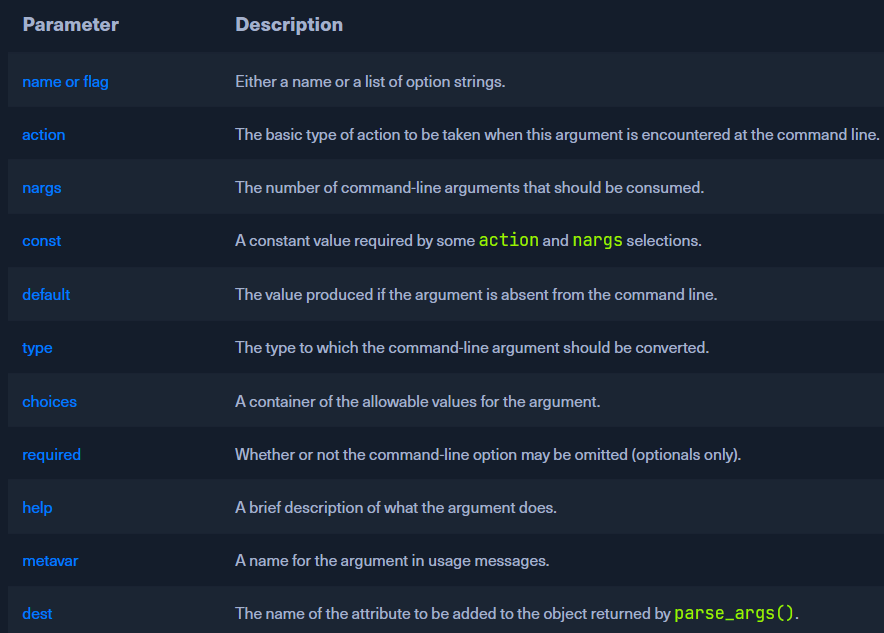 Parameter Description
name or flag Either a name or a list of option strings.
action The basic type of action to be taken when this argument is encountered at the command line.
nargs The number of command-line arguments that should be consumed.
const A constant value required by some action and nargs selections.
default The value produced if the argument is absent from the command line.
type The type to which the command-line argument should be converted.
choices A container of the allowable values for the argument.
required Whether or not the command-line option may be omitted (optionals only).
help A brief description of what the argument does.
metavar A name for the argument in usage messages.
dest The name of the attribute to be added to the object returned by parse_args().